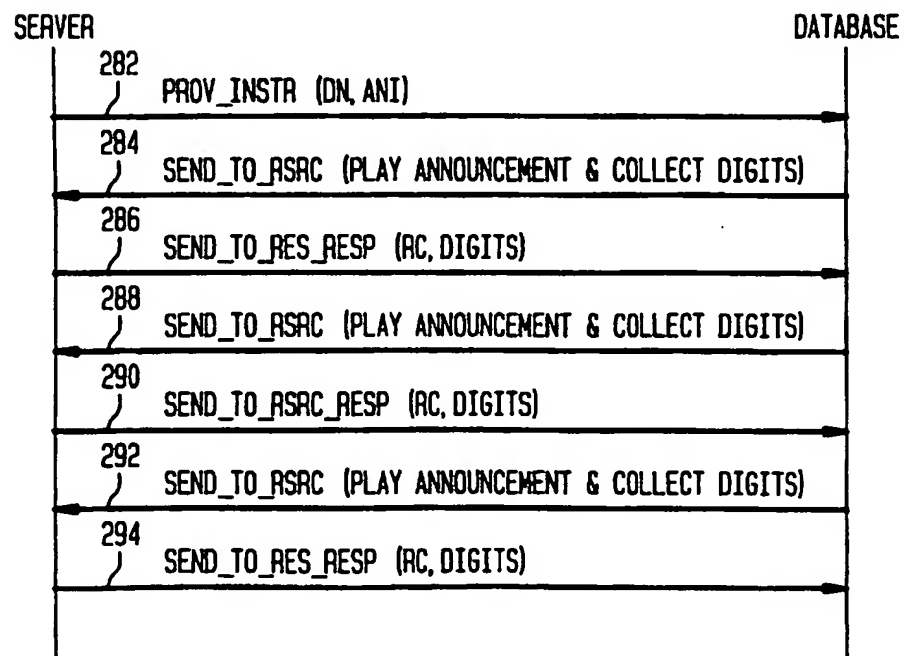 SERVER DATABASE
282
PROV_INSTR (DN, ANI)
284
SEND_TO_RSRC (PLAY ANNOUNCEMENT & COLLECT DIGITS)
286
SEND_TO_RES_RESP (RC, DIGITS)
288
SEND_TO_RSRC (PLAY ANNOUNCEMENT & COLLECT DIGITS)
290
SEND_TO_RSRC_RESP (RC, DIGITS)
292
SEND_TO_RSRC (PLAY ANNOUNCEMENT & COLLECT DIGITS)
294
SEND_TO_RES_RESP (RC, DIGITS)